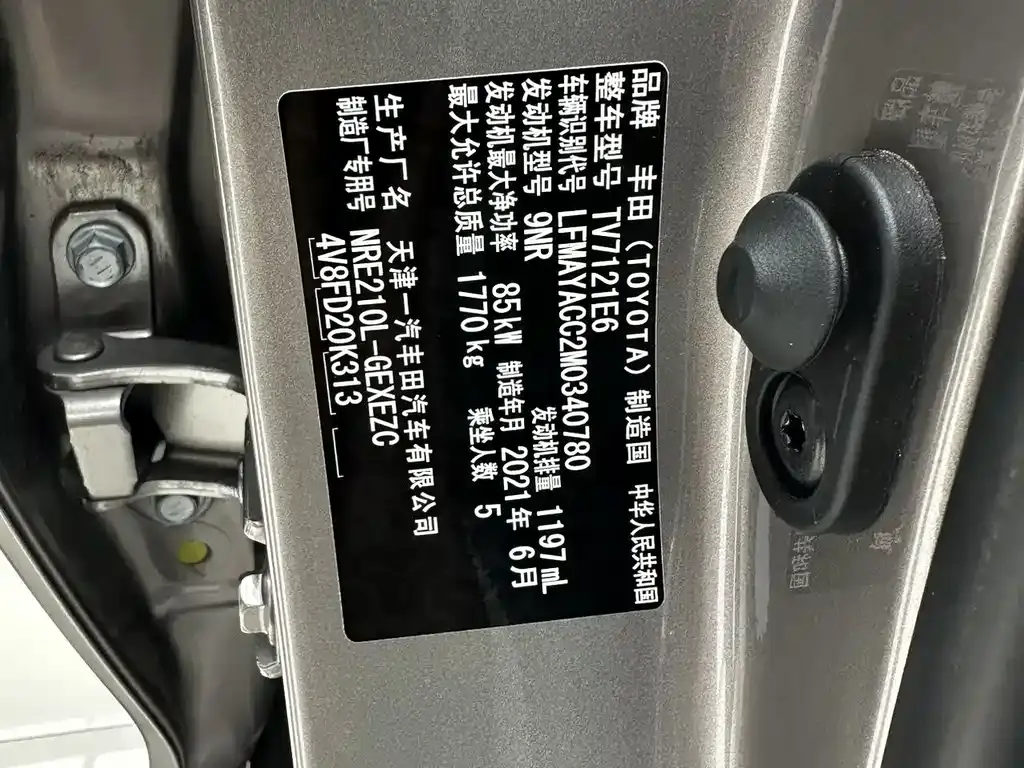 品牌 丰田 (TOYOTA) 制造国 中华人民共和国
整车型号 TV7121E6
车辆识别代号 LFMAYACC2M0340780
发动机型号 9NR 发动机排量 1197mL
发动机最大净功率 85kW 制造年月 2021年 6月
最大允许总质量 1770kg 乘坐人数 5
生产厂名 天津一汽丰田汽车有限公司
制造厂专用号 NRE210L-GEXEZC
4V8FD20K313